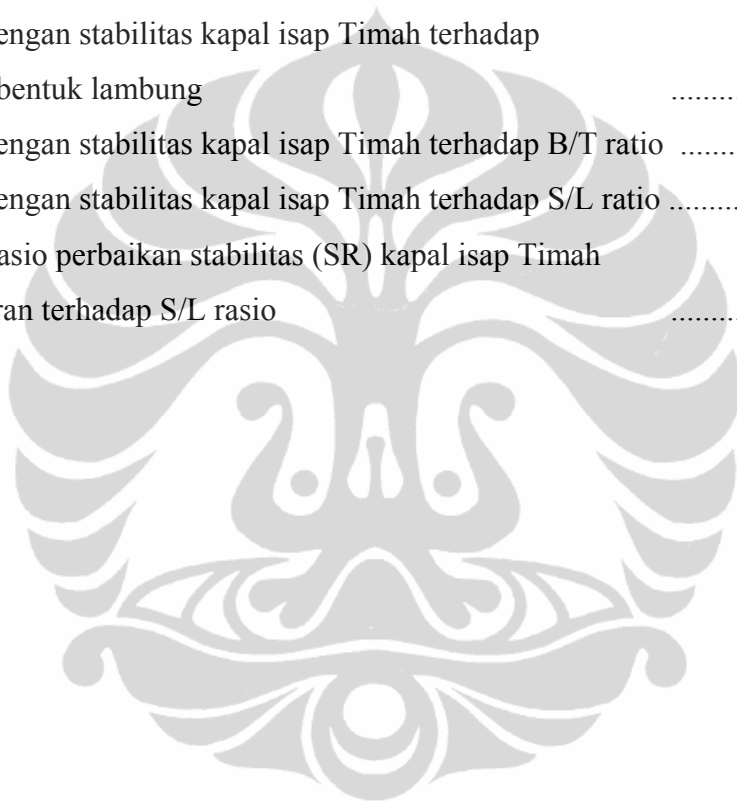 engan stabilitas kapal isap Timah terhadap
bentuk lambung .........
engan stabilitas kapal isap Timah terhadap B/T ratio .......
engan stabilitas kapal isap Timah terhadap S/L ratio .........
asio perbaikan stabilitas (SR) kapal isap Timah
ran terhadap S/L rasio .........